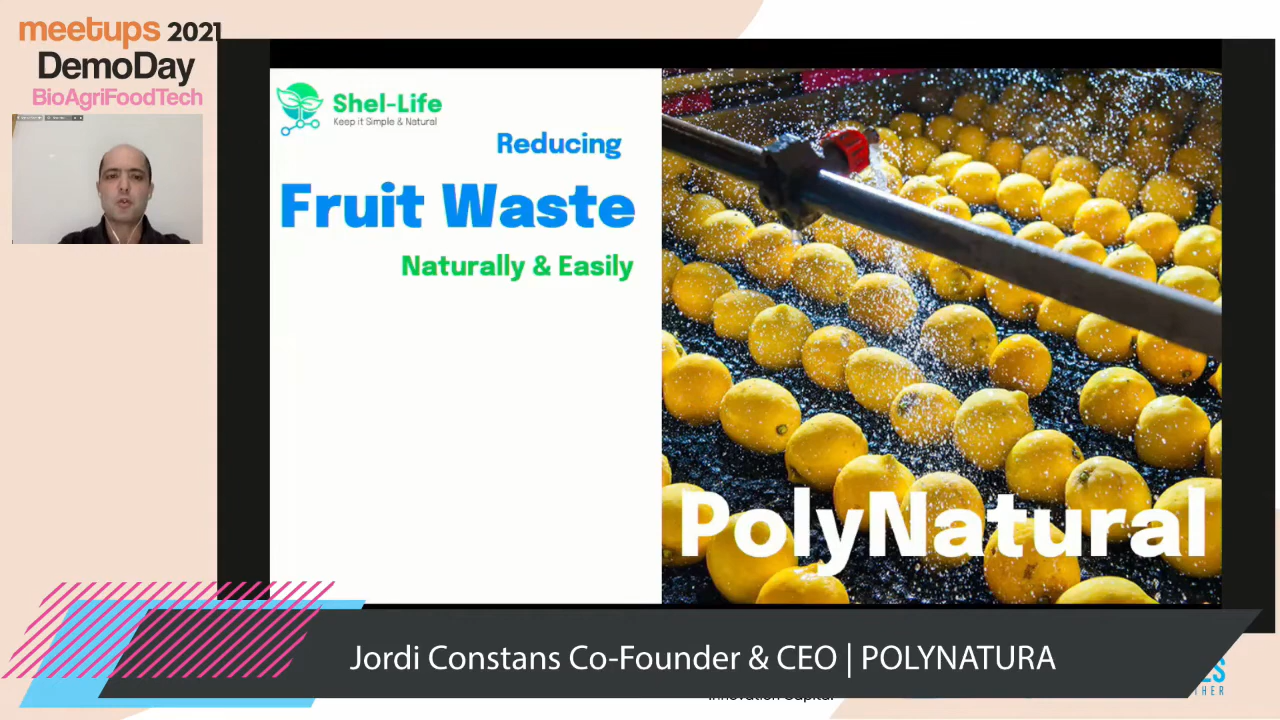 meetups 2021
DemoDay
BioAgriFoodTech
Shel-Life
Keep it Simple & Natural
Reducing
Fruit Waste
Naturally & Easily
PolyNatural
Jordi Constans Co-Founder & CEO | POLYNATURA